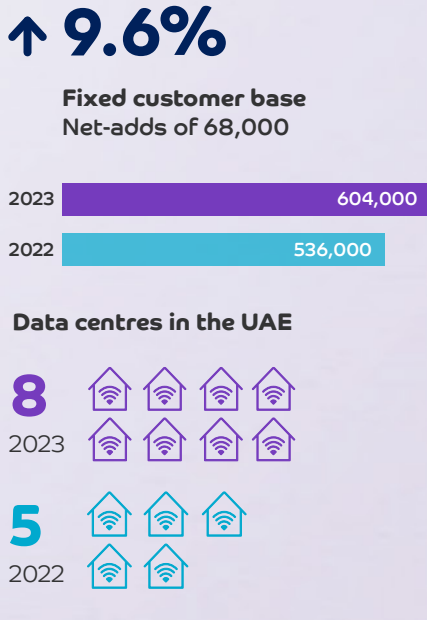 ↑ 9.6%
Fixed customer base
Net-adds of 68,000
2023 604,000
2022 536,000
Data centres in the UAE
8
2023
5
2022